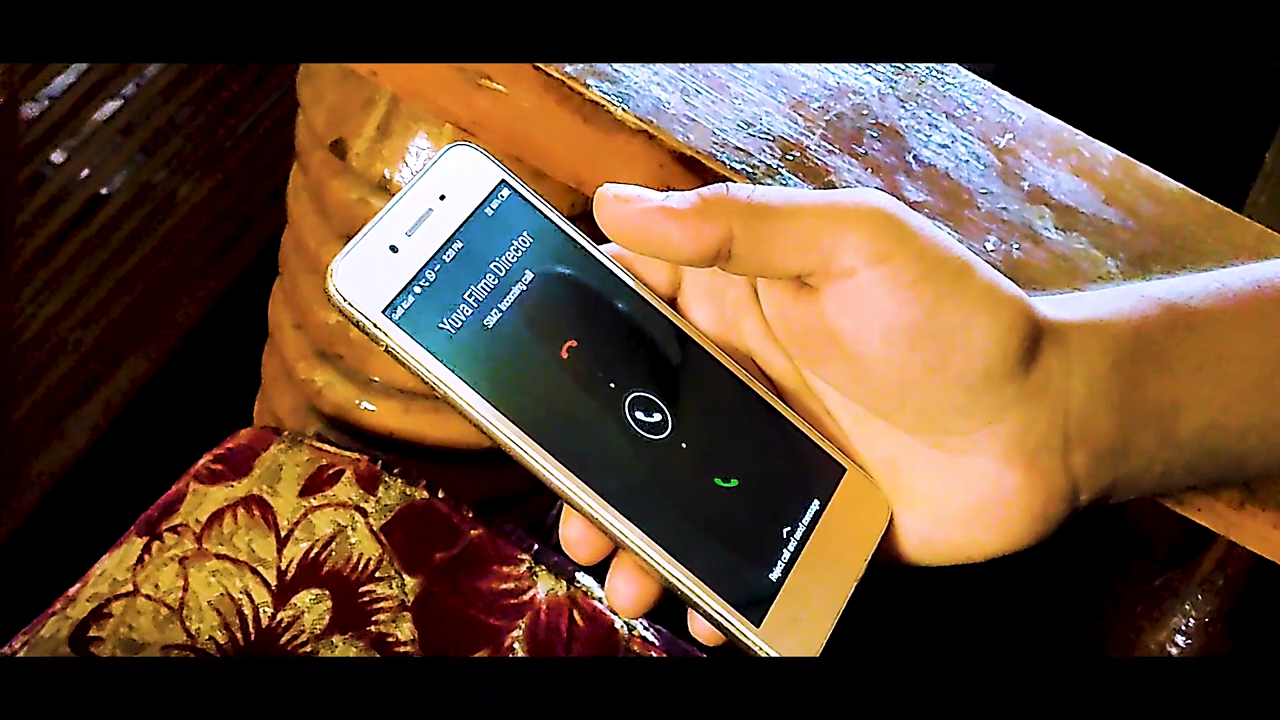 Yuva Filme Director
SIM2 Incoming call
Reject call and send message